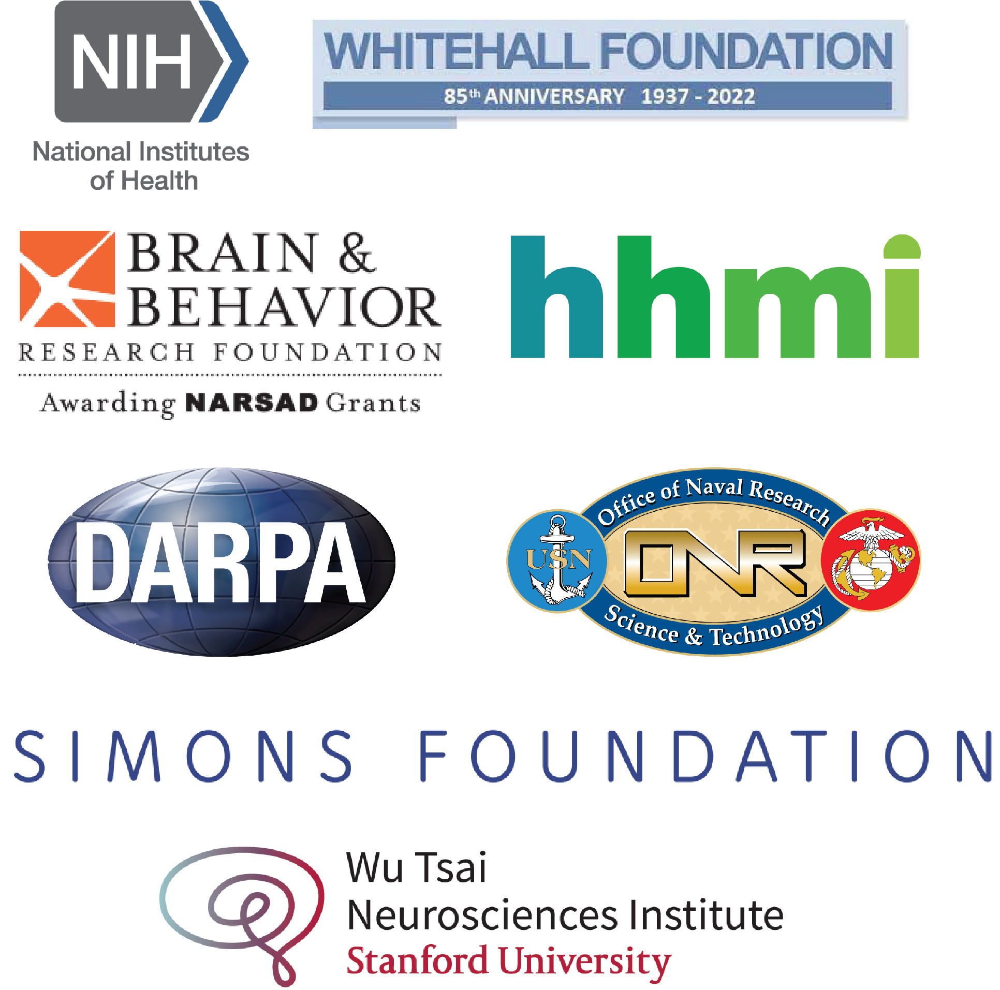 NIH
National Institutes
of Health
WHITEHALL FOUNDATION
85th ANNIVERSARY 1937 - 2022
BRAIN &
BEHAVIOR
RESEARCH FOUNDATION
Awarding NARSAD Grants
hhmi
DARPA
Office of Naval Research
USN
ONR
Science & Technology
SIMONS FOUNDATION
Wu Tsai
Neurosciences Institute
Stanford University